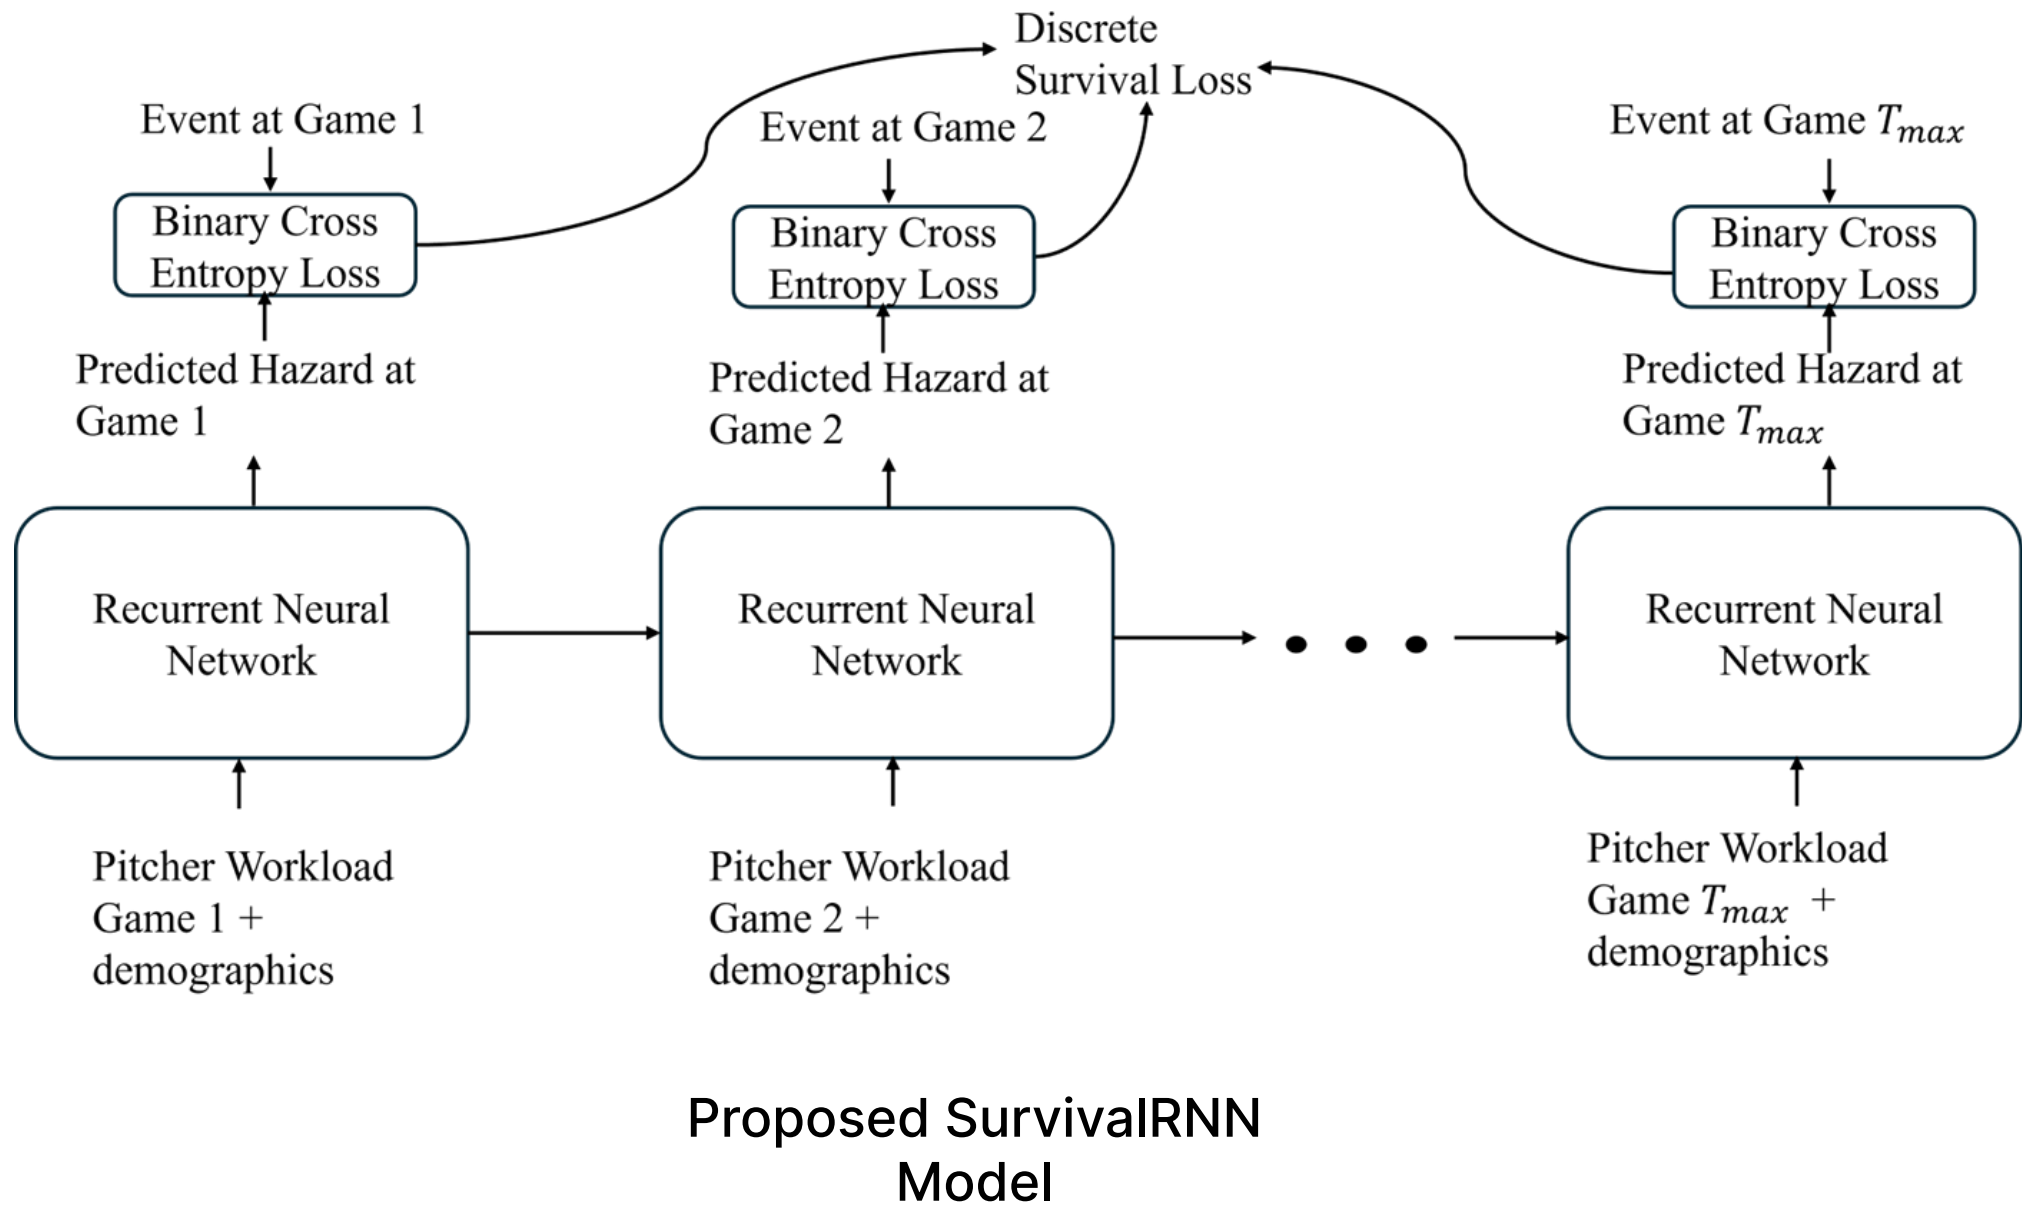 Discrete
Survival Loss
Event at Game 1
Binary Cross
Entropy Loss
Predicted Hazard at
Game 1
Recurrent Neural
Network
Pitcher Workload
Game 1 +
demographics
Event at Game 2
Binary Cross
Entropy Loss
Predicted Hazard at
Game 2
Recurrent Neural
Network
Pitcher Workload
Game 2 +
demographics
• • •
Event at Game T_max
Binary Cross
Entropy Loss
Predicted Hazard at
Game T_max
Recurrent Neural
Network
Pitcher Workload
Game T_max +
demographics
Proposed SurvivalRNN
Model